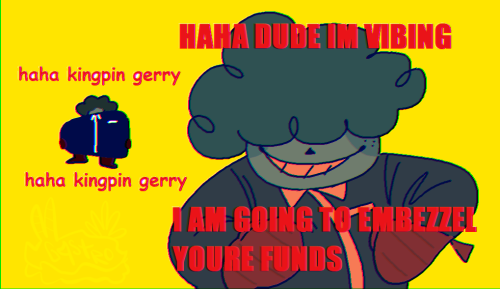 HAHA DUDE IM VIBING
haha kingpin gerry
haha kingpin gerry
I AM GOING TO EMBEZZEL
YOURE FUNDS